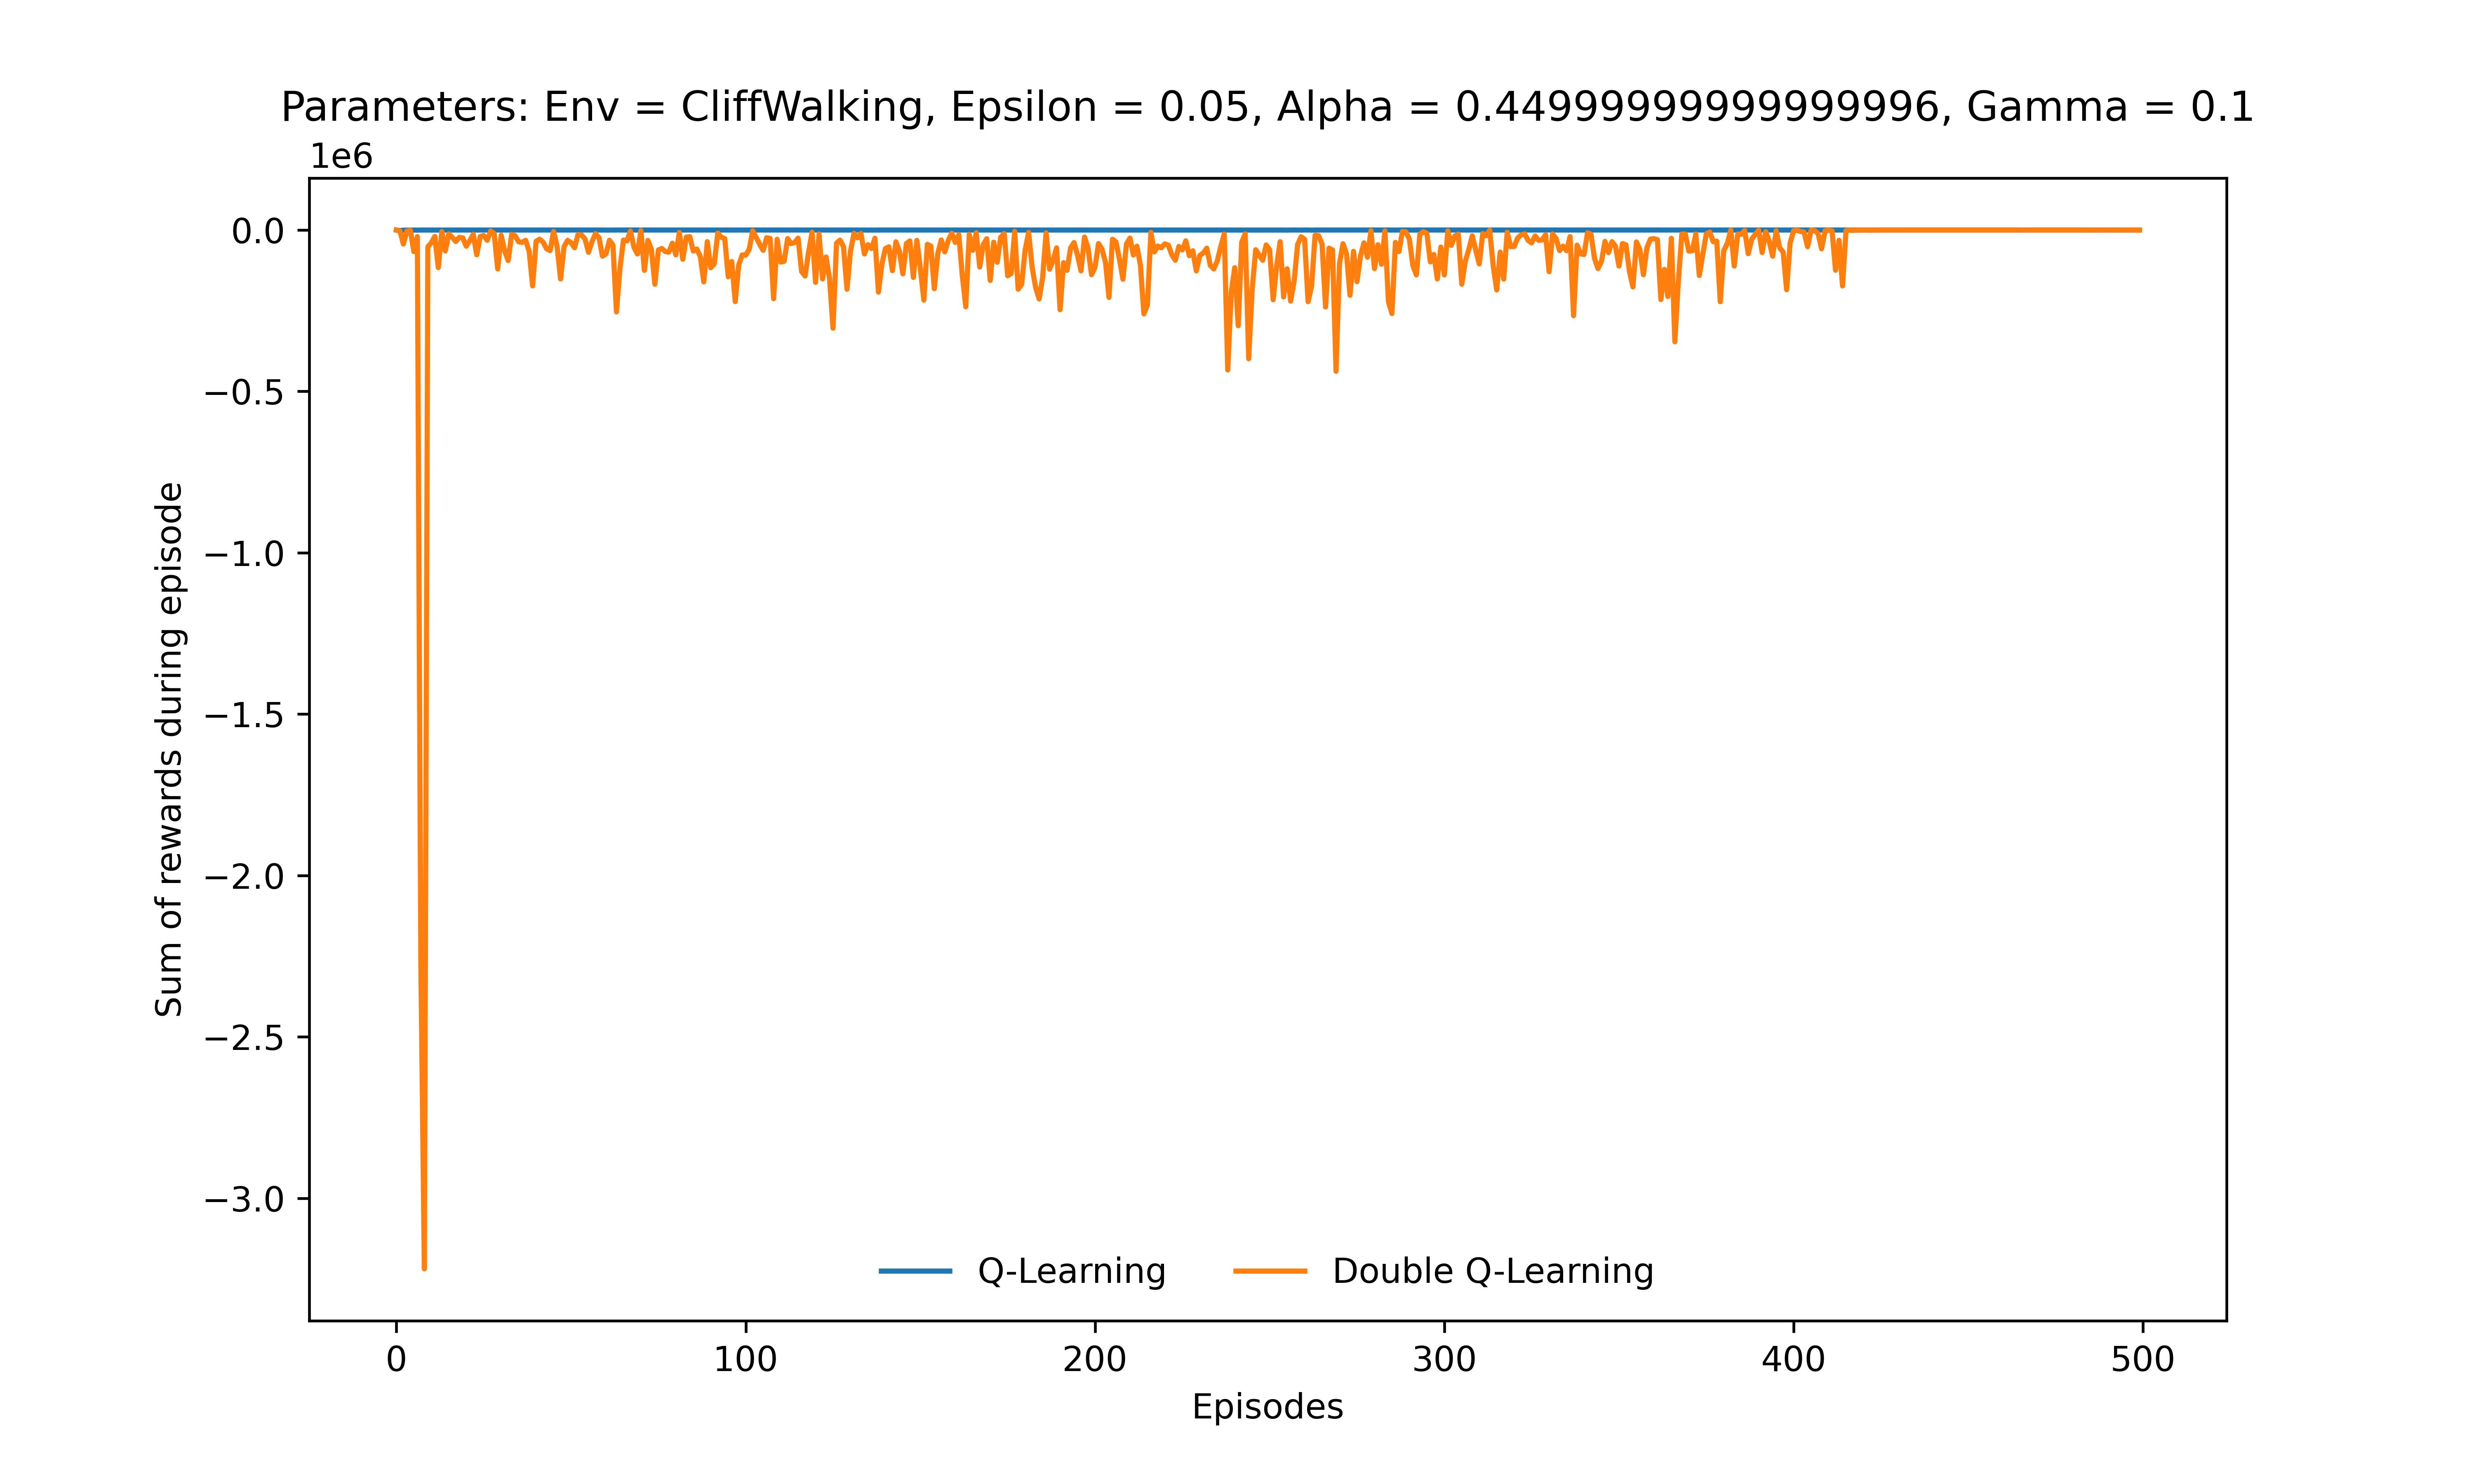 Parameters: Env = CliffWalking, Epsilon = 0.05, Alpha = 0.44999999999999996, Gamma = 0.1
1e6
0.0
−0.5
−1.0
−1.5
−2.0
−2.5
−3.0
Sum of rewards during episode
Q-Learning
Double Q-Learning
0
100
200
300
400
500
Episodes